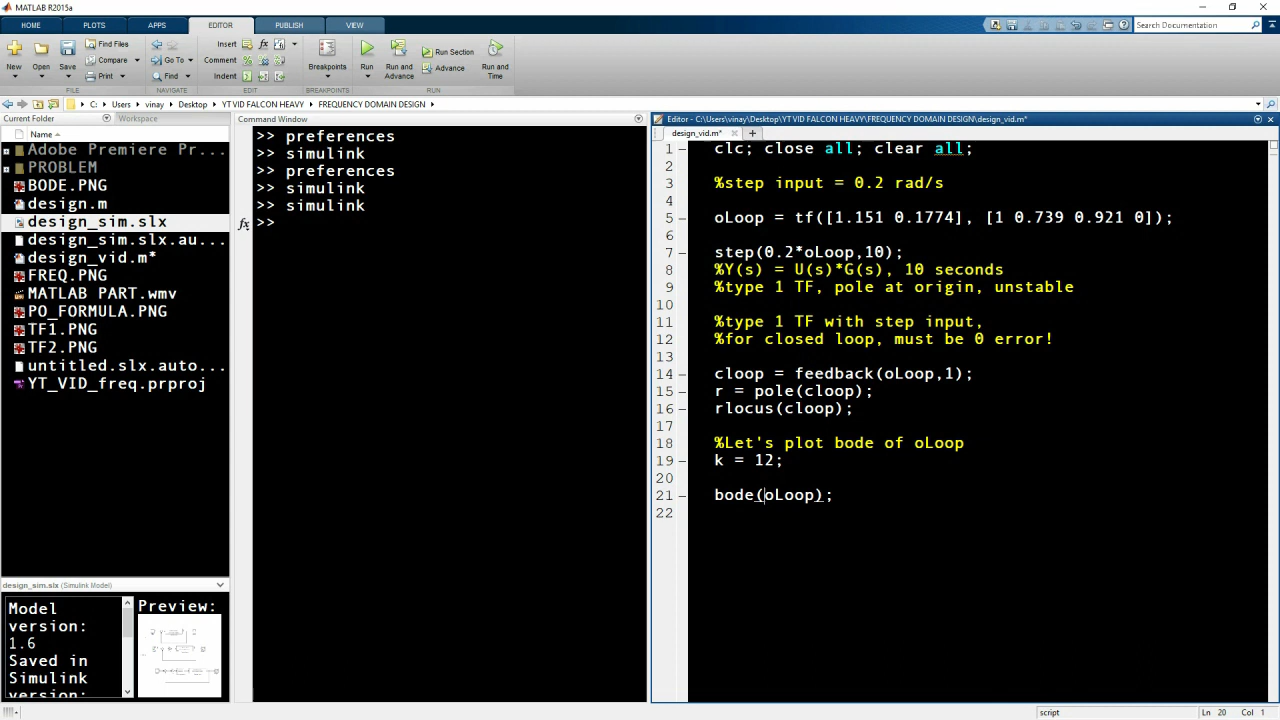 MATLAB R2015a
HOME PLOTS APPS EDITOR PUBLISH VIEW
Search Documentation
New Open Save
Find Files
Compare
Print
Go To
Find
Insert
Comment
Indent
Breakpoints
Run
Run and Advance
Run Section
Advance
Run and Time
FILE NAVIGATE EDIT BREAKPOINTS RUN
C: Users vinay Desktop YT VID FALCON HEAVY FREQUENCY DOMAIN DESIGN
Current Folder Workspace
Name
Adobe Premiere Pr...
PROBLEM
BODE.PNG
design.m
design_sim.slx
design_sim.slx.au...
design_vid.m*
FREQ.PNG
MATLAB PART.wmv
PO_FORMULA.PNG
TF1.PNG
TF2.PNG
untitled.slx.auto...
YT_VID_freq.prproj
design_sim.slx (Simulink Model)
Model
version:
1.6
Saved in
Simulink
version:
Preview:
Command Window
>> preferences
>> simulink
>> preferences
>> simulink
>> simulink
fx >>
Editor - C:\Users\vinay\Desktop\YT VID FALCON HEAVY\FREQUENCY DOMAIN DESIGN\design_vid.m*
design_vid.m*
1 clc; close all; clear all;
2
3 %step input = 0.2 rad/s
4
5 oLoop = tf([1.151 0.1774], [1 0.739 0.921 0]);
6
7 step(0.2*oLoop,10);
8 %Y(s) = U(s)*G(s), 10 seconds
9 %type 1 TF, pole at origin, unstable
10
11 %type 1 TF with step input,
12 %for closed loop, must be 0 error!
13
14 cloop = feedback(oLoop,1);
15 r = pole(cloop);
16 rlocus(cloop);
17
18 %Let's plot bode of oLoop
19 k = 12;
20
21 bode(oLoop);
22
script Ln 20 Col 1